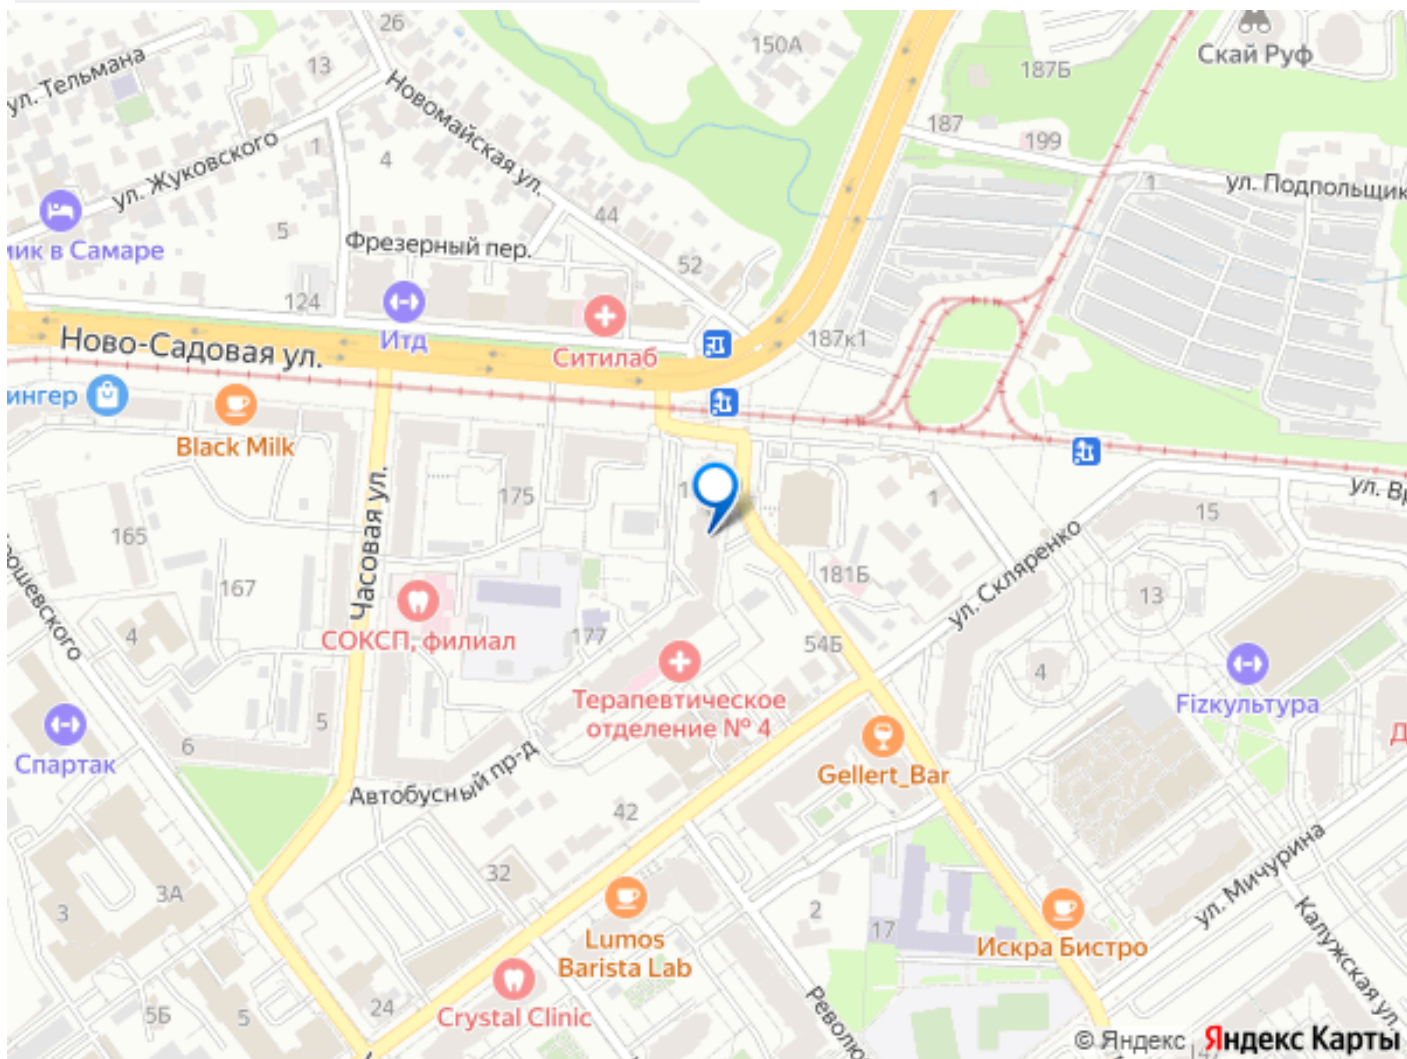 26
150А
Скай Руф
187Б
ул. Тельмана
13
Новомайская ул.
187
199
1
4
ул. Жуковского
1
ул. Подпольщик
44
5
мик в Самаре
Фрезерный пер.
52
124
Итд
Ново-Садовая ул.
Ситилаб
187к1
ингер
Black Milk
175
1
ул. Вр
15
165
Часовая ул.
ул. Скляренко
181Б
167
13
ошевского
4
СОКСП, филиал
177
54Б
4
Терапевтическое
отделение № 4
Fizкультура
5
6
Спартак
Gellert_Bar
Автобусный пр-д
42
ул. Мичурина
32
3А
3
2
17
Lumos
Barista Lab
Искра Бистро
Калужская ул.
24
5Б
5
Crystal Clinic
Револю
© Яндекс Яндекс Карты